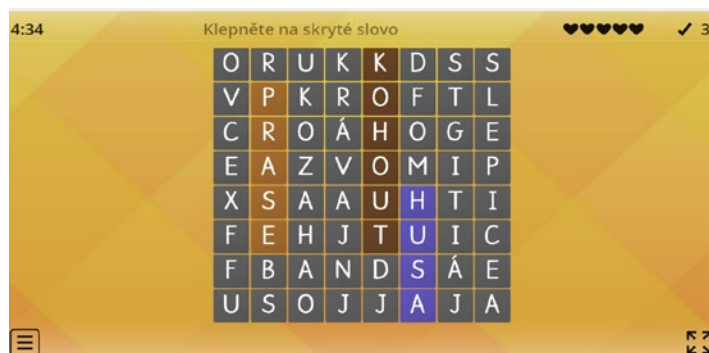 4:34 Klepněte na skryté slovo 3
O R U K K D S S
V P K R O F T L
C R O Á H O G E
E A Z V O M I P
X S A A U H T I
F E H J T U I C
F B A N D S Á E
U S O J J A J A